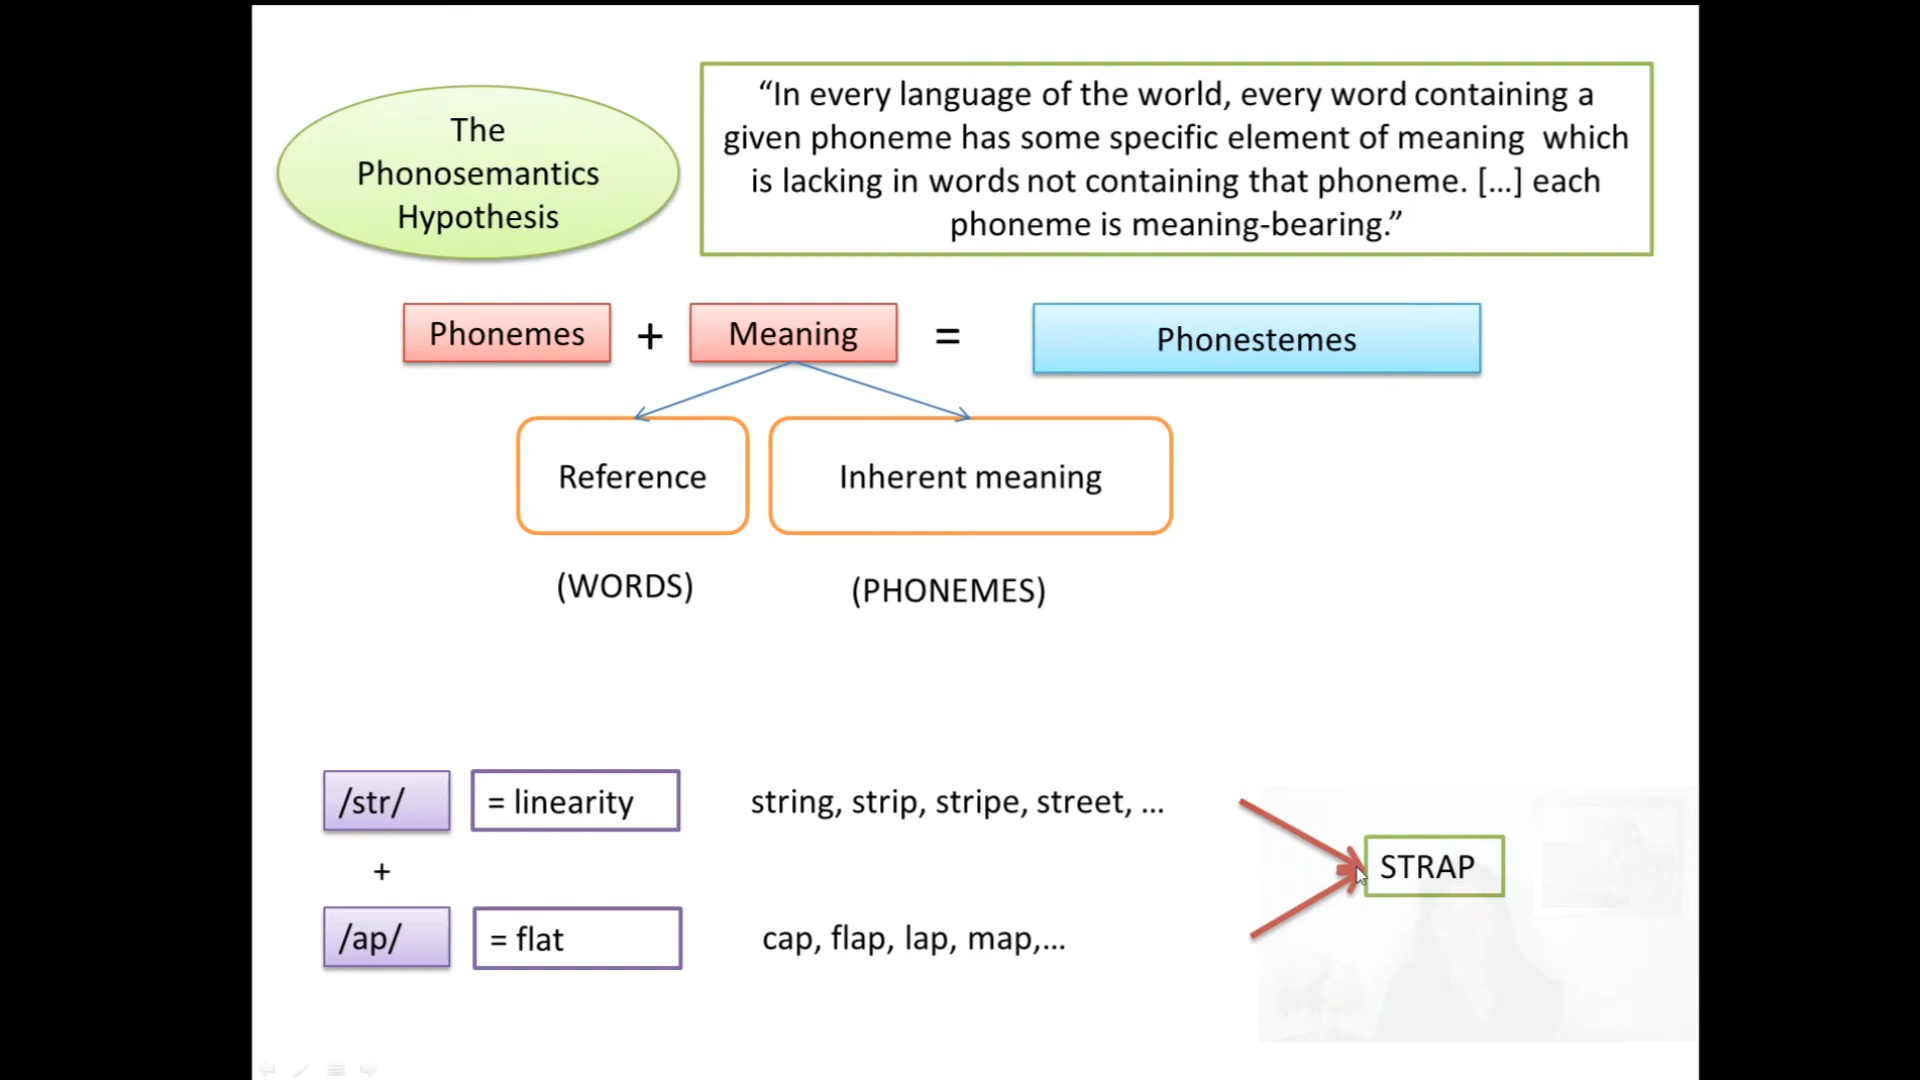 The
Phonosemantics
Hypothesis
“In every language of the world, every word containing a
given phoneme has some specific element of meaning which
is lacking in words not containing that phoneme. […] each
phoneme is meaning-bearing.”
Phonemes + Meaning = Phonestemes
Reference Inherent meaning
(WORDS) (PHONEMES)
/str/ = linearity string, strip, stripe, street, …
+
STRAP
/ap/ = flat cap, flap, lap, map,…